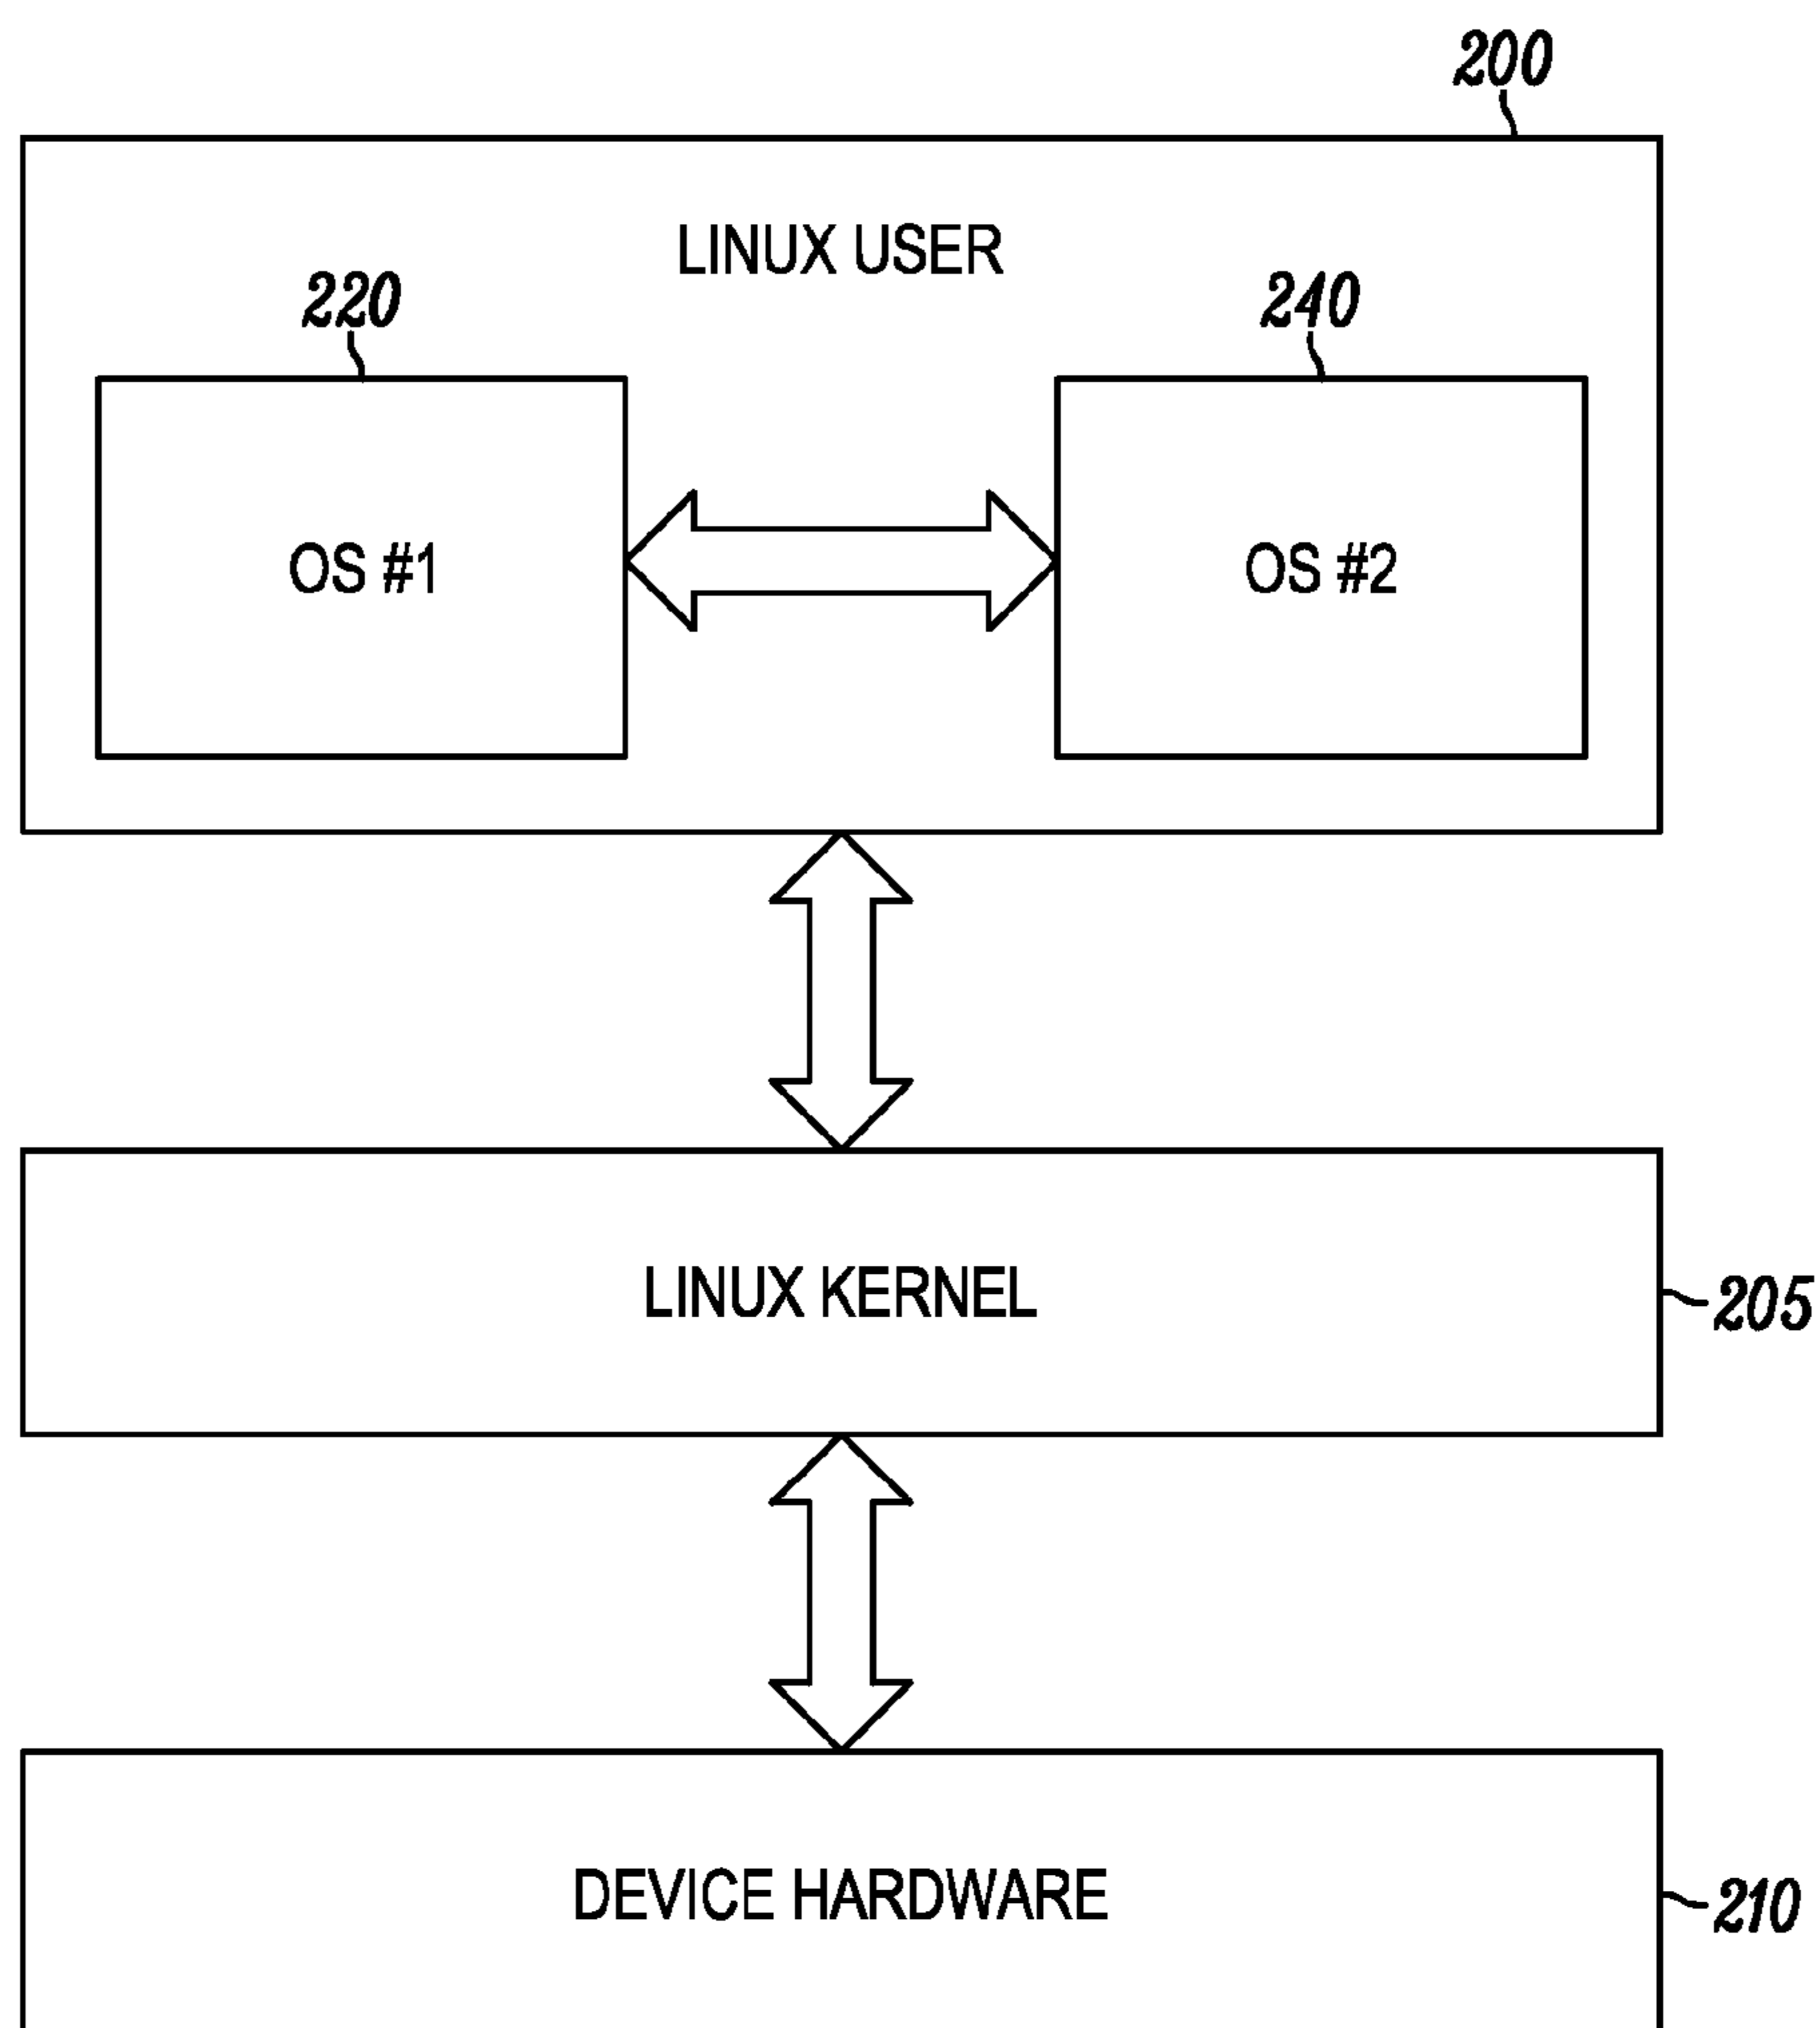 200
LINUX USER
220
240
OS #1
OS #2
LINUX KERNEL
205
DEVICE HARDWARE
210